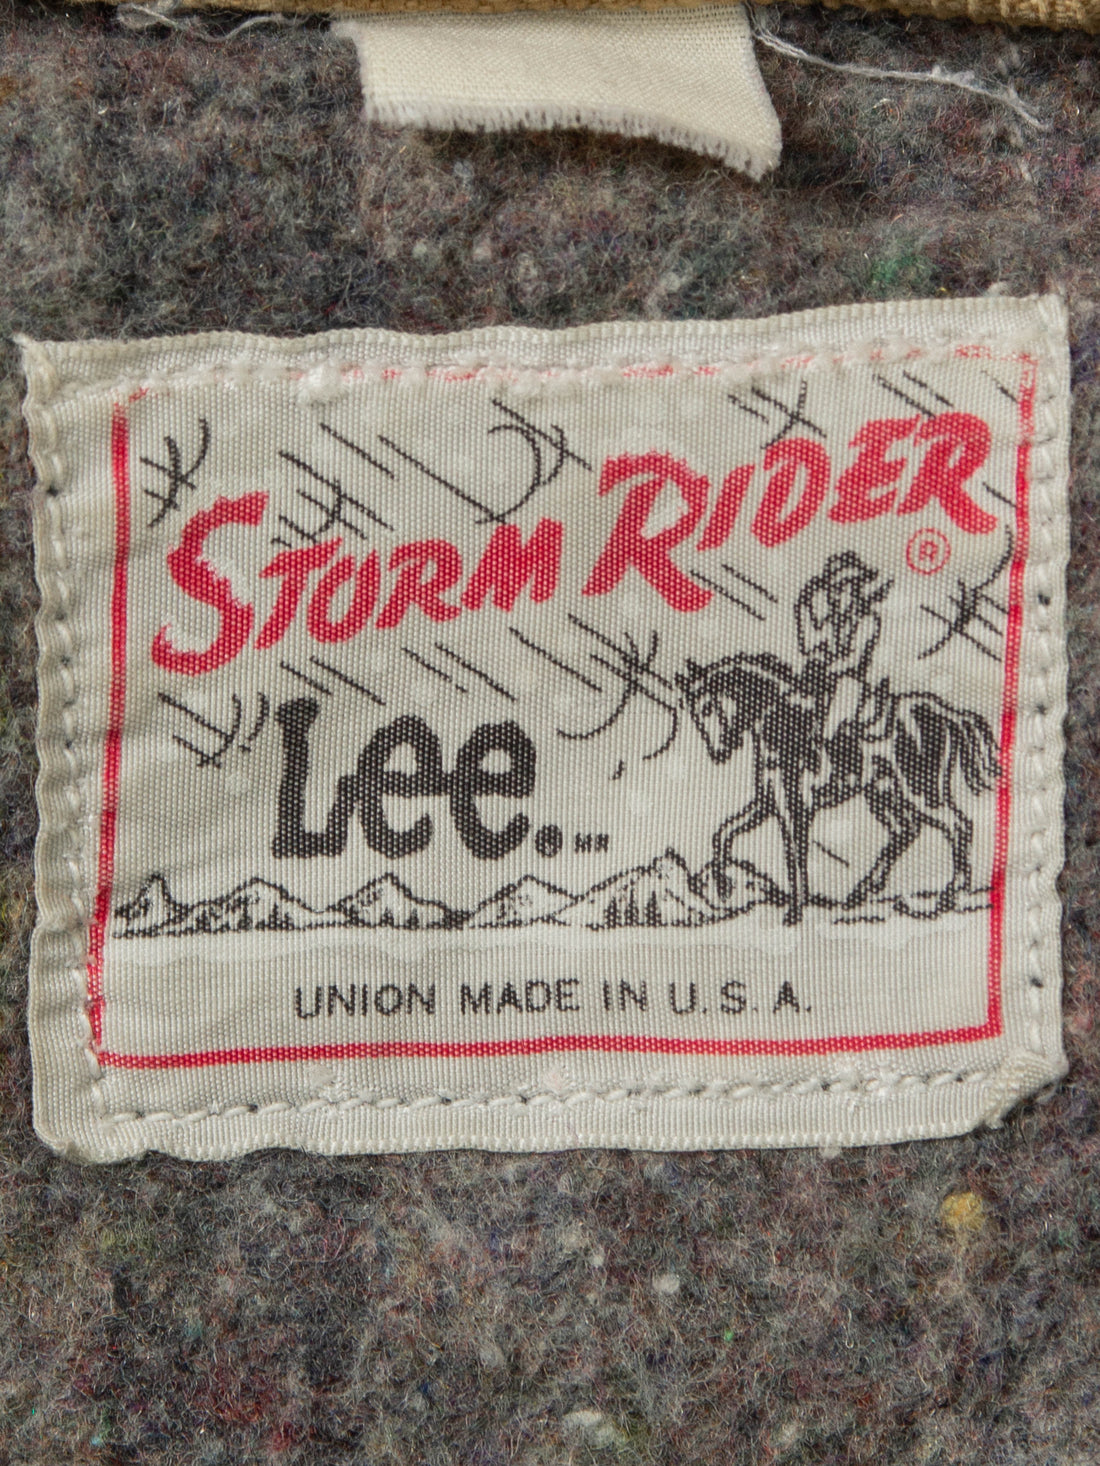 STORM RIDER ®
Lee. ® MR
UNION MADE IN U.S.A.